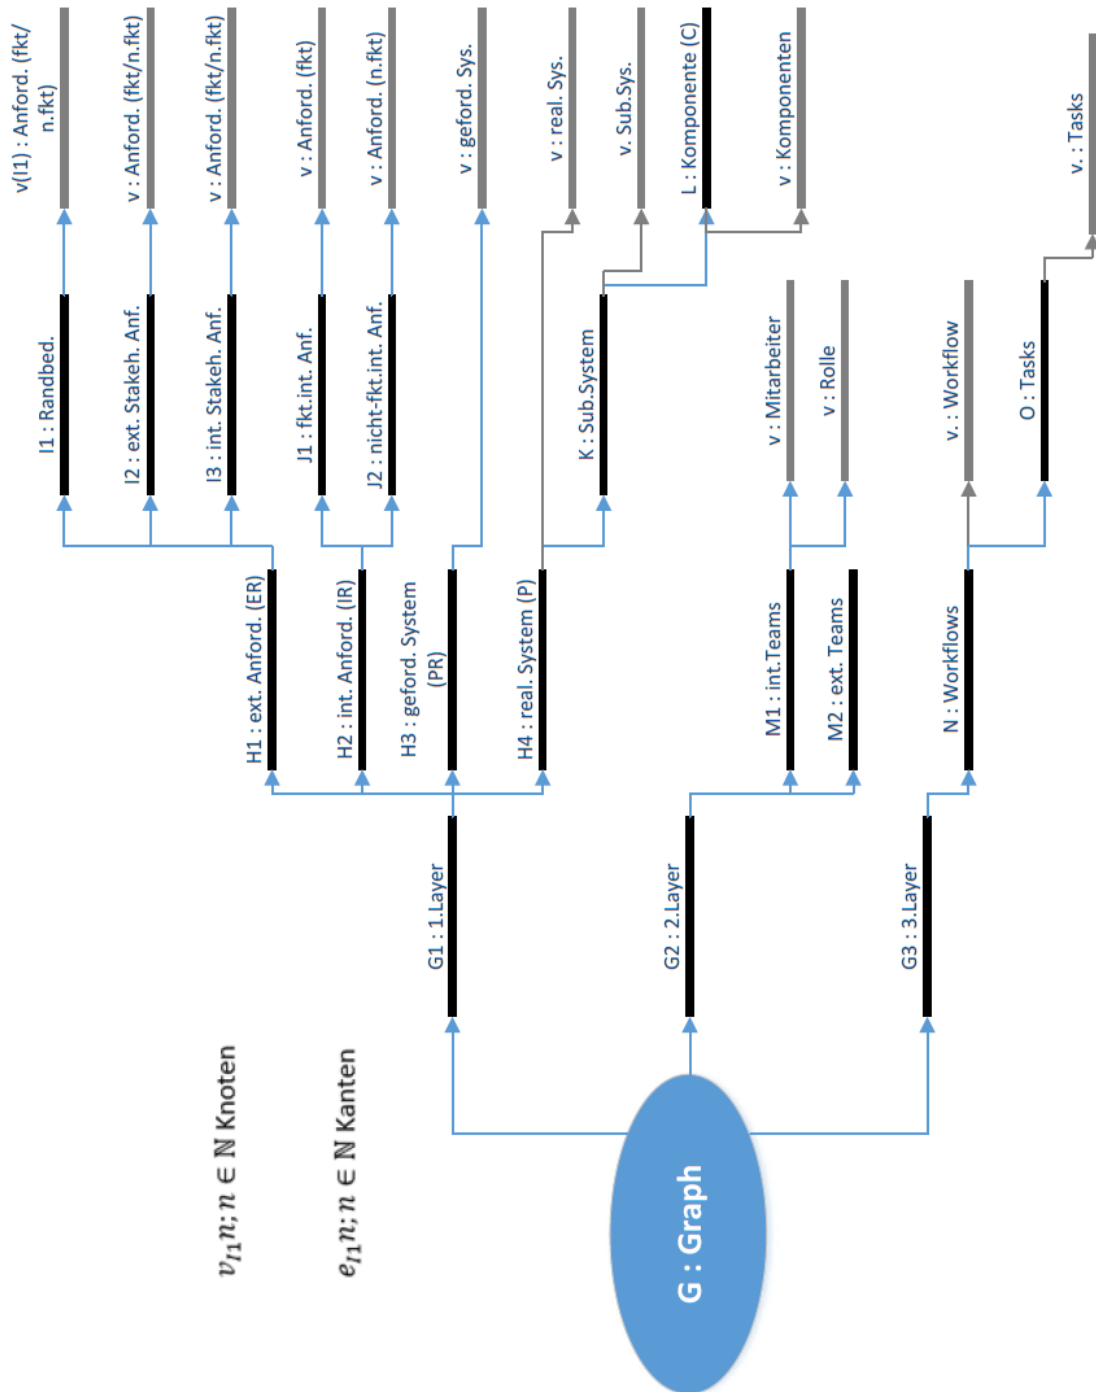 v(I1) : Anford. (fkt/
n.fkt)
v : Anford. (fkt/n.fkt)
v : Anford. (fkt/n.fkt)
v : Anford. (fkt)
v : Anford. (n.fkt)
v : geford. Sys.
v : real. Sys.
v. Sub.Sys.
L : Komponente (C)
v : Komponenten
v. : Tasks
I1 : Randbed.
I2 : ext. Stakeh. Anf.
I3 : int. Stakeh. Anf.
J1 : fkt.int. Anf.
J2 : nicht-fkt.int. Anf.
K : Sub.System
v : Mitarbeiter
v : Rolle
v. : Workflow
O : Tasks
H1 : ext. Anford. (ER)
H2 : int. Anford. (IR)
H3 : geford. System
(PR)
H4 : real. System (P)
M1 : int.Teams
M2 : ext. Teams
N : Workflows
G1 : 1.Layer
G2 : 2.Layer
G3 : 3.Layer
v_{I1}n; n ∈ ℕ Knoten
e_{I1}n; n ∈ ℕ Kanten
G : Graph